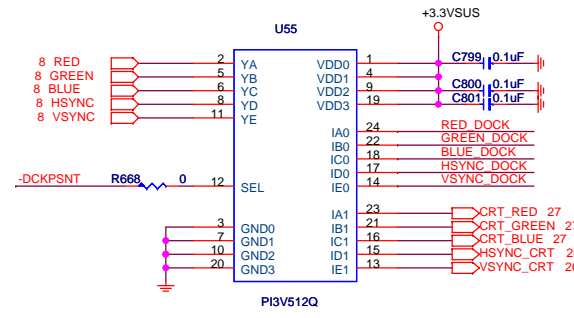 +3.3VSUS
U55
8 RED 2 YA VDD0 1 C799 0.1uF
8 GREEN 5 YB VDD1 4
8 BLUE 6 YC VDD2 9 C800 0.1uF
8 HSYNC 8 YD VDD3 19 C801 0.1uF
8 VSYNC 11 YE
IA0 24 RED_DOCK
IB0 22 GREEN_DOCK
IC0 18 BLUE_DOCK
ID0 17 HSYNC_DOCK
-DCKPSNT R668 0 12 SEL IE0 14 VSYNC_DOCK
IA1 23 CRT_RED 27
3 GND0 IB1 21 CRT_GREEN 27
7 GND1 IC1 16 CRT_BLUE 27
10 GND2 ID1 15 HSYNC_CRT
20 GND3 IE1 13 VSYNC_CRT
PI3V512Q